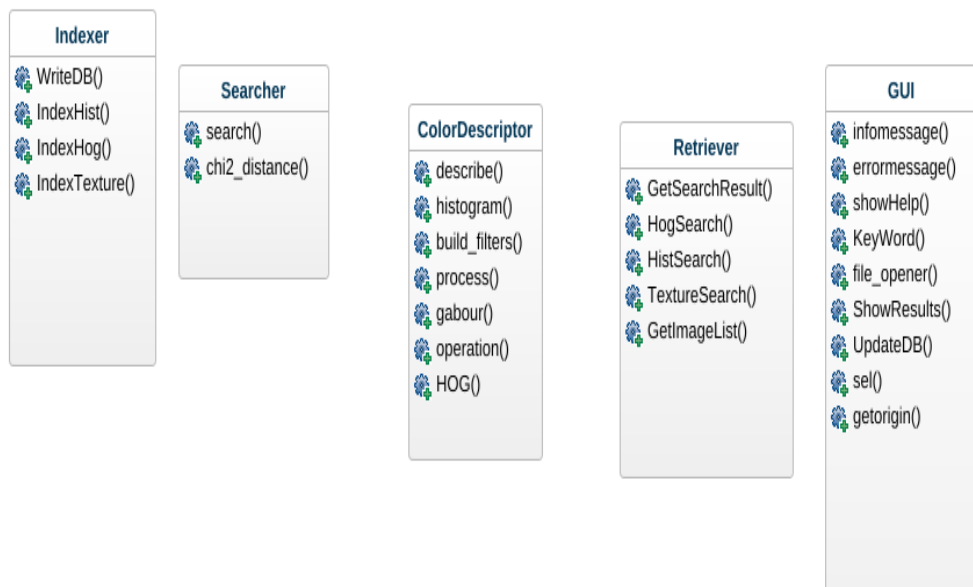 Indexer
WriteDB()
IndexHist()
IndexHog()
IndexTexture()
Searcher
search()
chi2_distance()
ColorDescriptor
describe()
histogram()
build_filters()
process()
gabour()
operation()
HOG()
Retriever
GetSearchResult()
HogSearch()
HistSearch()
TextureSearch()
GetImageList()
GUI
infomessage()
errormessage()
showHelp()
KeyWord()
file_opener()
ShowResults()
UpdateDB()
sel()
getorigin()